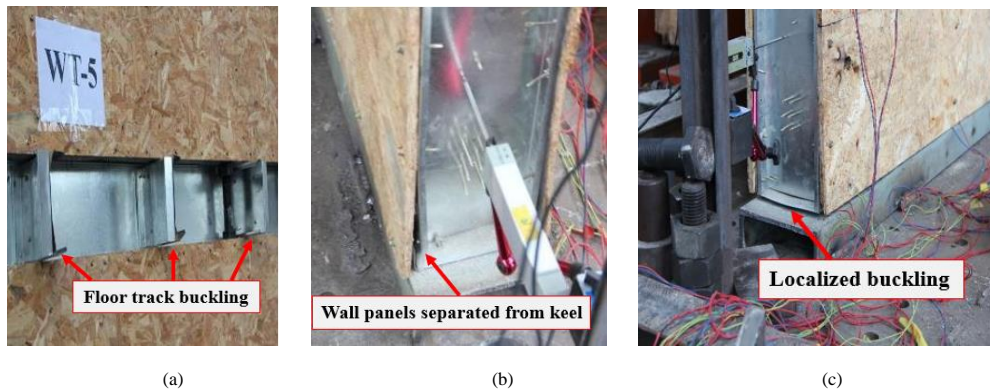 WT-5
Floor track buckling
Wall panels separated from keel
Localized buckling
(a)
(b)
(c)